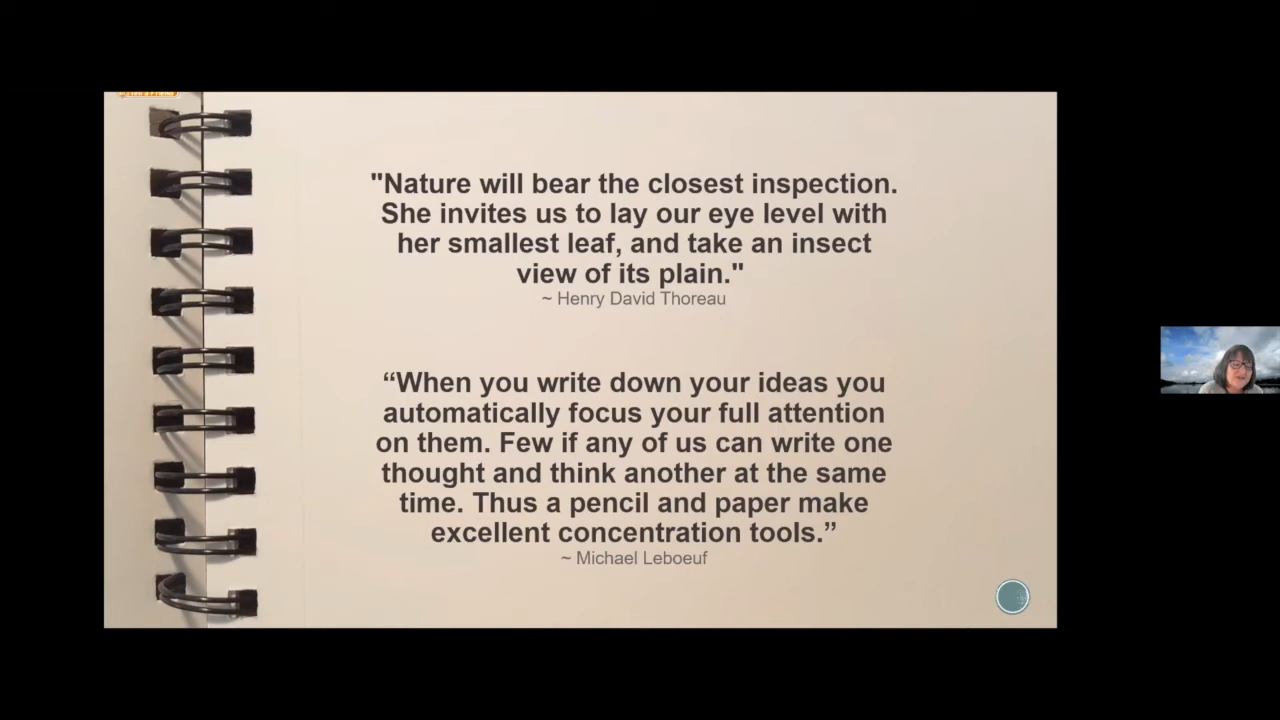 "Nature will bear the closest inspection.
She invites us to lay our eye level with
her smallest leaf, and take an insect
view of its plain."
~ Henry David Thoreau
“When you write down your ideas you
automatically focus your full attention
on them. Few if any of us can write one
thought and think another at the same
time. Thus a pencil and paper make
excellent concentration tools.”
~ Michael Leboeuf